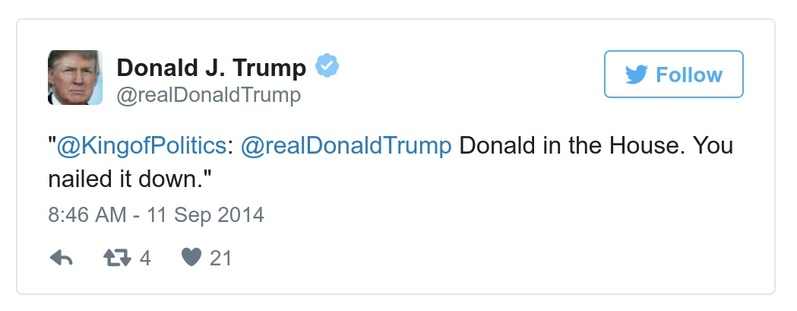 Donald J. Trump
@realDonaldTrump
Follow
"@KingofPolitics: @realDonaldTrump Donald in the House. You
nailed it down."
8:46 AM - 11 Sep 2014
4 21